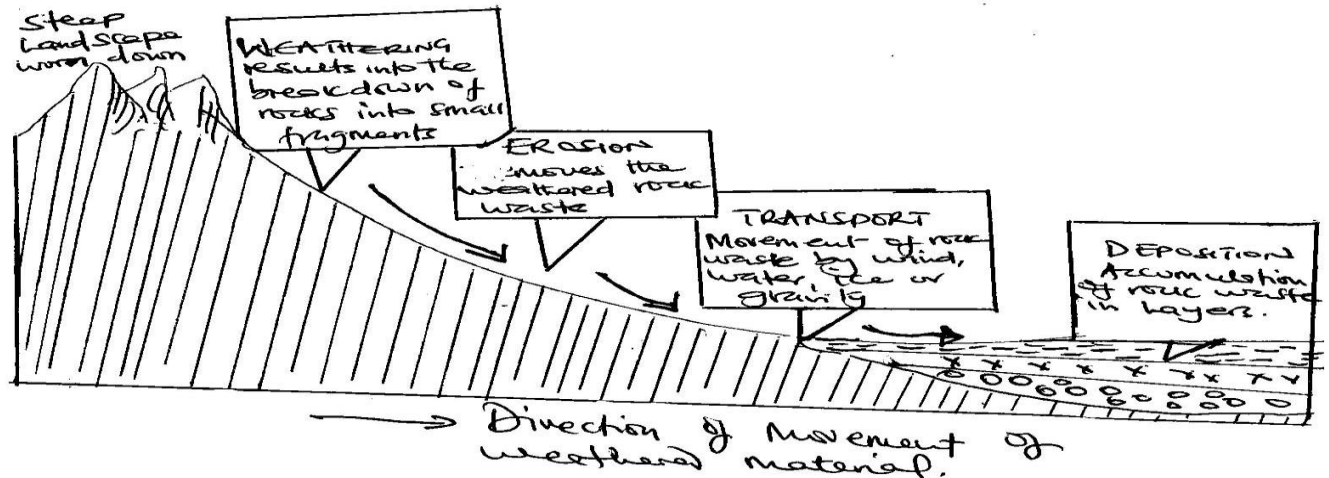 Steep
Landscape
worn down
WEATHERING
results into the
breakdown of
rocks into small
fragments
EROSION
moves the
weathered rock
waste
TRANSPORT
Movement of rock
waste by wind,
water, Ice or
gravity
DEPOSITION
Accumulation
of rock waste
in Layers.
Direction of Movement of
weathered material.